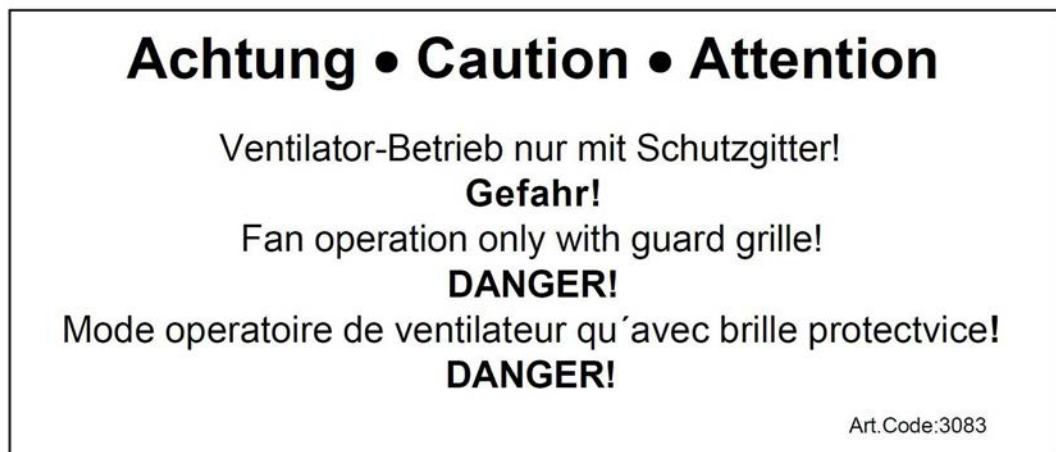 Achtung • Caution • Attention
Ventilator-Betrieb nur mit Schutzgitter!
Gefahr!
Fan operation only with guard grille!
DANGER!
Mode operatoire de ventilateur qu´avec brille protectvice!
DANGER!
Art.Code:3083